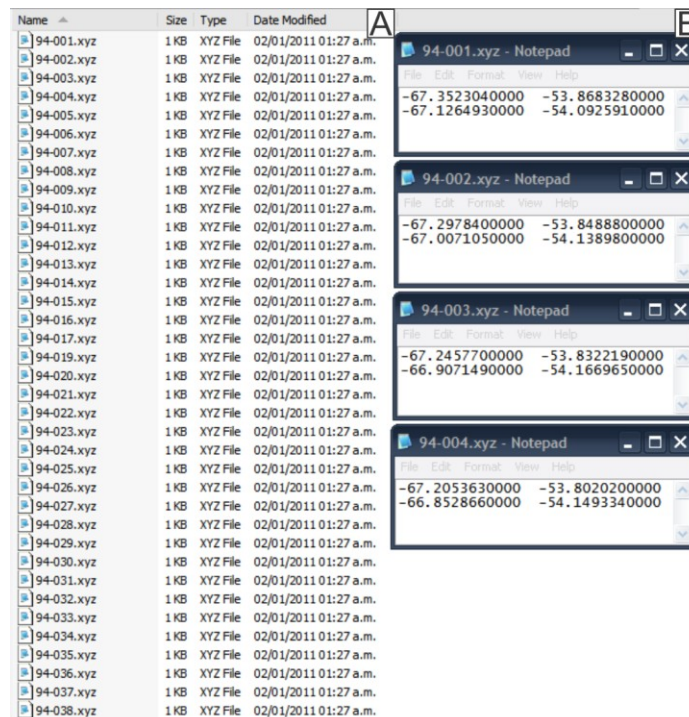 Name Size Type Date Modified A B
94-001.xyz 1 KB XYZ File 02/01/2011 01:27 a.m.
94-002.xyz 1 KB XYZ File 02/01/2011 01:27 a.m.
94-003.xyz 1 KB XYZ File 02/01/2011 01:27 a.m.
94-004.xyz 1 KB XYZ File 02/01/2011 01:27 a.m.
94-005.xyz 1 KB XYZ File 02/01/2011 01:27 a.m.
94-006.xyz 1 KB XYZ File 02/01/2011 01:27 a.m.
94-007.xyz 1 KB XYZ File 02/01/2011 01:27 a.m.
94-008.xyz 1 KB XYZ File 02/01/2011 01:27 a.m.
94-009.xyz 1 KB XYZ File 02/01/2011 01:27 a.m.
94-010.xyz 1 KB XYZ File 02/01/2011 01:27 a.m.
94-011.xyz 1 KB XYZ File 02/01/2011 01:27 a.m.
94-012.xyz 1 KB XYZ File 02/01/2011 01:27 a.m.
94-013.xyz 1 KB XYZ File 02/01/2011 01:27 a.m.
94-014.xyz 1 KB XYZ File 02/01/2011 01:27 a.m.
94-015.xyz 1 KB XYZ File 02/01/2011 01:27 a.m.
94-016.xyz 1 KB XYZ File 02/01/2011 01:27 a.m.
94-017.xyz 1 KB XYZ File 02/01/2011 01:27 a.m.
94-019.xyz 1 KB XYZ File 02/01/2011 01:27 a.m.
94-020.xyz 1 KB XYZ File 02/01/2011 01:27 a.m.
94-021.xyz 1 KB XYZ File 02/01/2011 01:27 a.m.
94-022.xyz 1 KB XYZ File 02/01/2011 01:27 a.m.
94-023.xyz 1 KB XYZ File 02/01/2011 01:27 a.m.
94-024.xyz 1 KB XYZ File 02/01/2011 01:27 a.m.
94-025.xyz 1 KB XYZ File 02/01/2011 01:27 a.m.
94-026.xyz 1 KB XYZ File 02/01/2011 01:27 a.m.
94-027.xyz 1 KB XYZ File 02/01/2011 01:27 a.m.
94-028.xyz 1 KB XYZ File 02/01/2011 01:27 a.m.
94-029.xyz 1 KB XYZ File 02/01/2011 01:27 a.m.
94-030.xyz 1 KB XYZ File 02/01/2011 01:27 a.m.
94-031.xyz 1 KB XYZ File 02/01/2011 01:27 a.m.
94-032.xyz 1 KB XYZ File 02/01/2011 01:27 a.m.
94-033.xyz 1 KB XYZ File 02/01/2011 01:27 a.m.
94-034.xyz 1 KB XYZ File 02/01/2011 01:27 a.m.
94-035.xyz 1 KB XYZ File 02/01/2011 01:27 a.m.
94-036.xyz 1 KB XYZ File 02/01/2011 01:27 a.m.
94-037.xyz 1 KB XYZ File 02/01/2011 01:27 a.m.
94-038.xyz 1 KB XYZ File 02/01/2011 01:27 a.m.
94-001.xyz - Notepad
File Edit Format View Help
-67.3523040000 -53.8683280000
-67.1264930000 -54.0925910000
94-002.xyz - Notepad
File Edit Format View Help
-67.2978400000 -53.8488800000
-67.0071050000 -54.1389800000
94-003.xyz - Notepad
File Edit Format View Help
-67.2457700000 -53.8322190000
-66.9071490000 -54.1669650000
94-004.xyz - Notepad
File Edit Format View Help
-67.2053630000 -53.8020200000
-66.8528660000 -54.1493340000